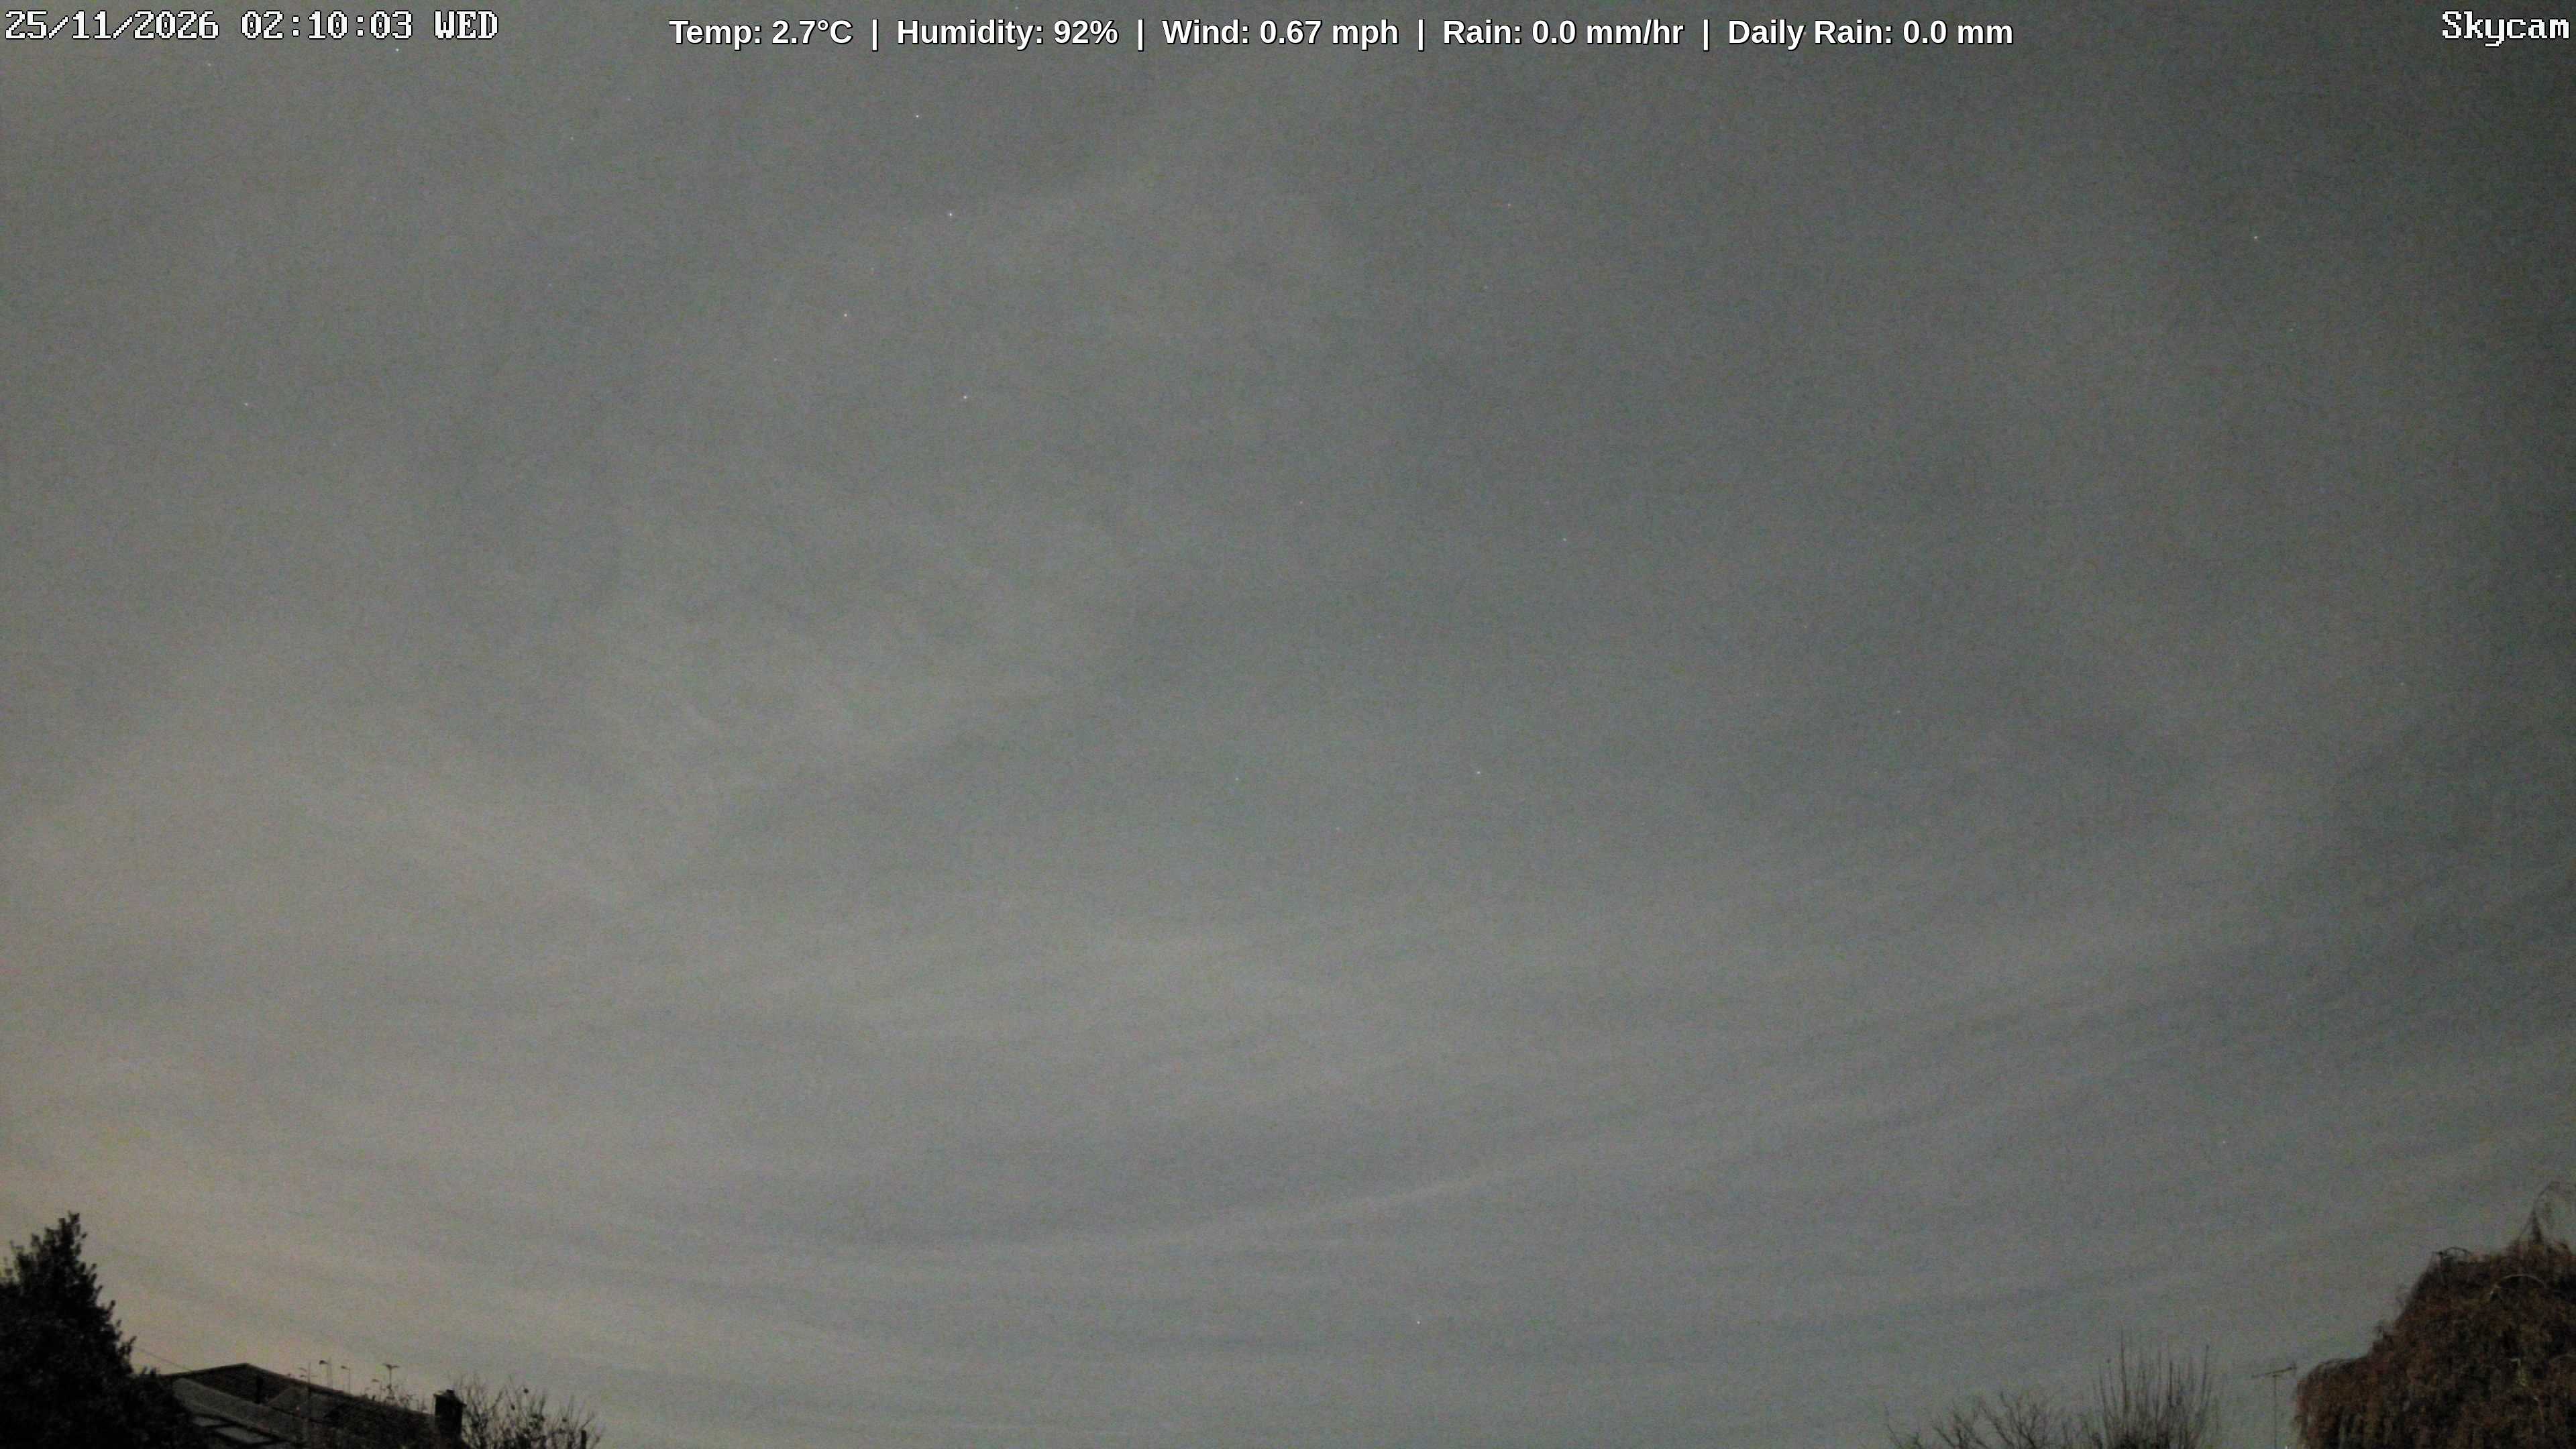 25/11/2026 02:10:03 WED
Temp: 2.7°C | Humidity: 92% | Wind: 0.67 mph | Rain: 0.0 mm/hr | Daily Rain: 0.0 mm
Skycam